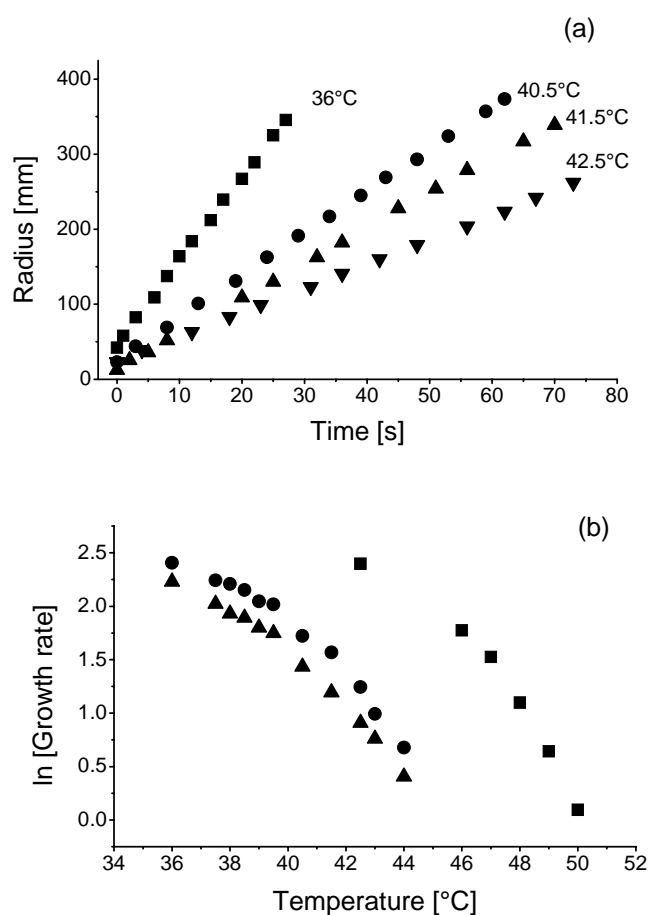 (a)
400
300
200
100
0
0 10 20 30 40 50 60 70 80
Radius [mm]
Time [s]
36°C
40.5°C
41.5°C
42.5°C
(b)
2.5
2.0
1.5
1.0
0.5
0.0
34 36 38 40 42 44 46 48 50 52
ln [Growth rate]
Temperature [°C]